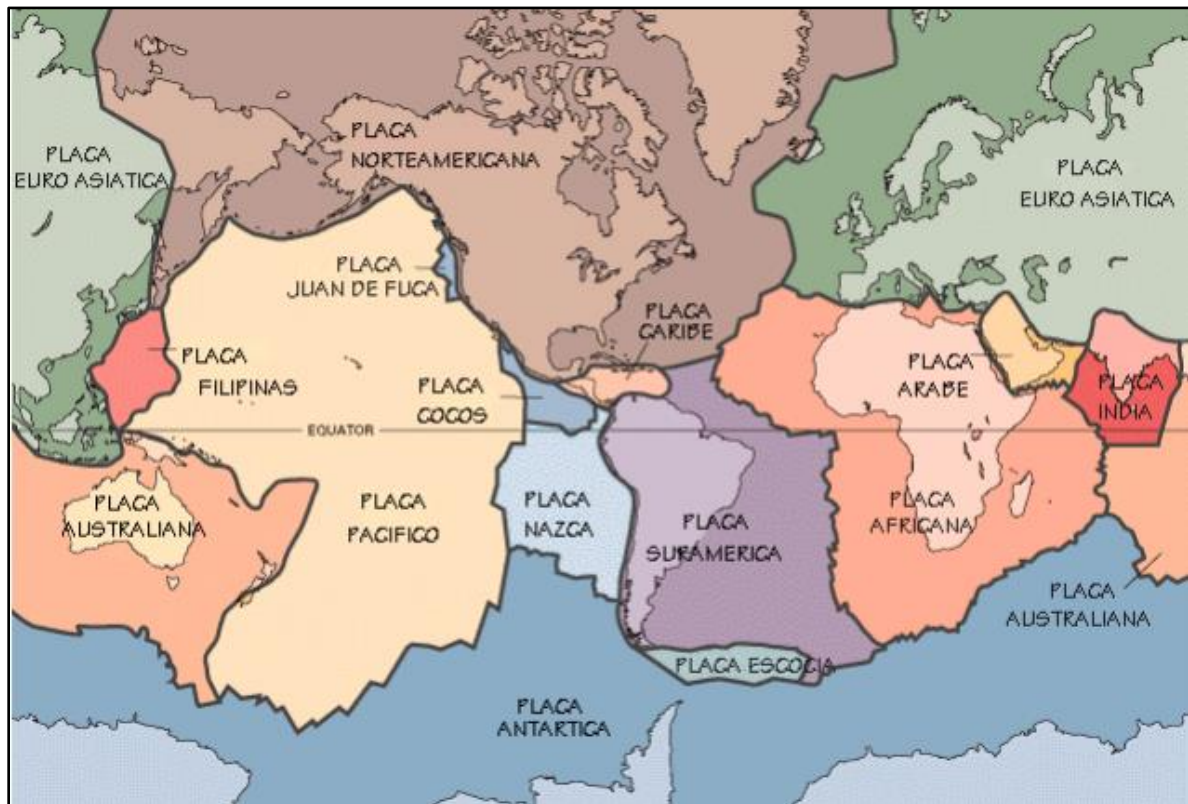 PLACA
NORTEAMERICANA
PLACA
EURO ASIATICA
PLACA
EURO ASIATICA
PLACA
JUAN DE FUCA
PLACA
CARIBE
PLACA
FILIPINAS
PLACA
COCOS
PLACA
ARABE
PLACA
INDIA
EQUATOR
PLACA
AUSTRALIANA
PLACA
PACIFICO
PLACA
NAZCA
PLACA
SURAMERICA
PLACA
AFRICANA
PLACA
AUSTRALIANA
PLACA ESCOCIA
PLACA
ANTARTICA